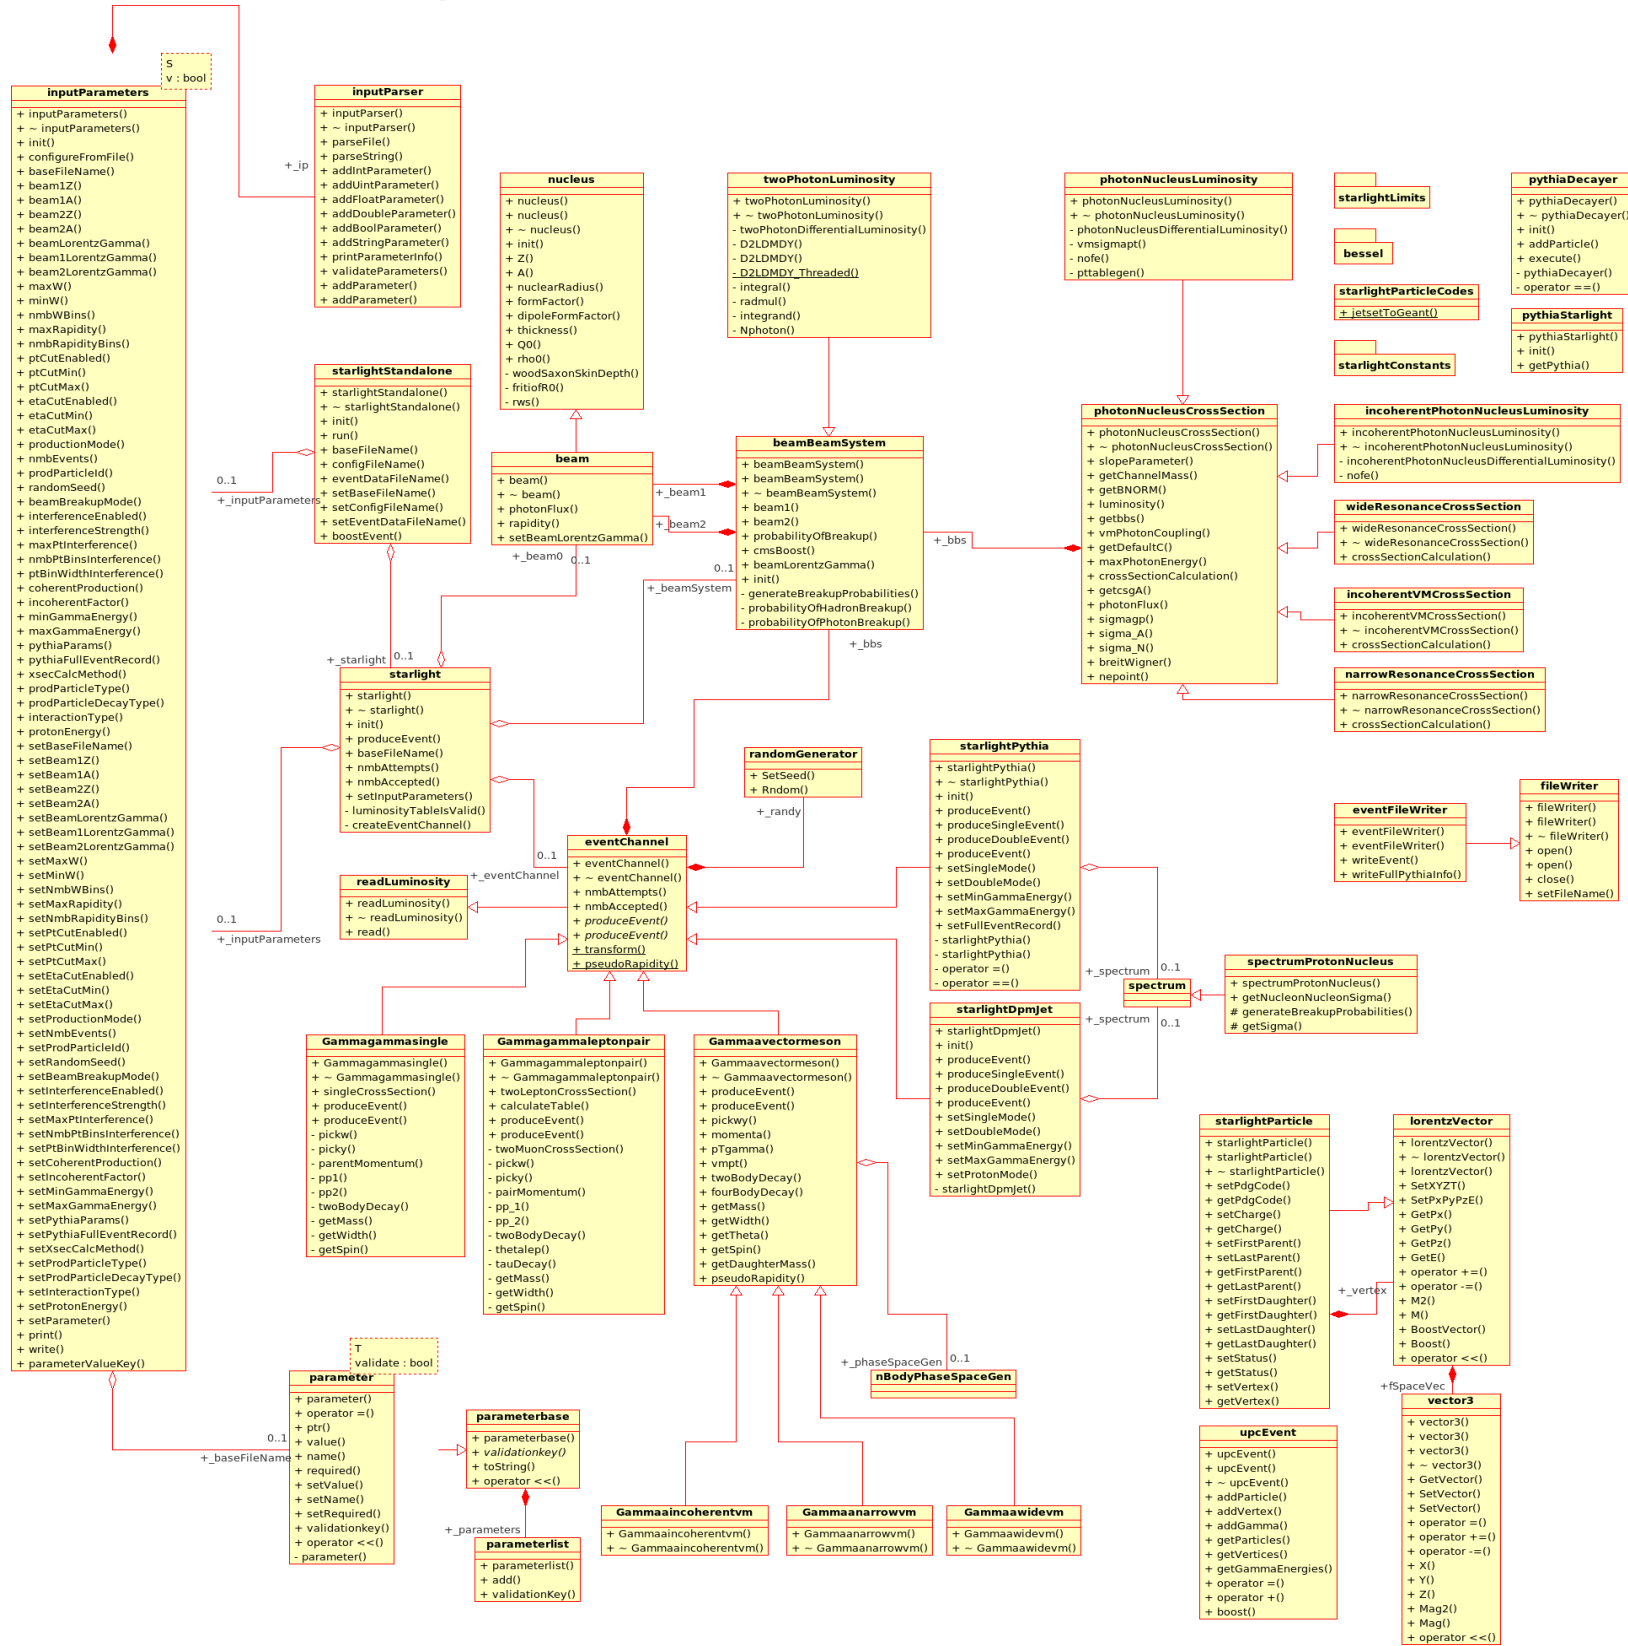 S
v : bool
inputParameters
+ inputParameters()
+ ~ inputParameters()
+ init()
+ configureFromFile()
+ baseFileName()
+ beam1Z()
+ beam1A()
+ beam2Z()
+ beam2A()
+ beamLorentzGamma()
+ beam1LorentzGamma()
+ beam2LorentzGamma()
+ maxW()
+ minW()
+ nmbWBins()
+ maxRapidity()
+ nmbRapidityBins()
+ ptCutEnabled()
+ ptCutMin()
+ ptCutMax()
+ etaCutEnabled()
+ etaCutMin()
+ etaCutMax()
+ productionMode()
+ nmbEvents()
+ prodParticleId()
+ randomSeed()
+ beamBreakupMode()
+ interferenceEnabled()
+ interferenceStrength()
+ maxPtInterference()
+ nmbPtBinsInterference()
+ ptBinWidthInterference()
+ coherentProduction()
+ incoherentFactor()
+ minGammaEnergy()
+ maxGammaEnergy()
+ pythiaParams()
+ pythiaFullEventRecord()
+ xsecCalcMethod()
+ prodParticleType()
+ prodParticleDecayType()
+ interactionType()
+ protonEnergy()
+ setBaseFileName()
+ setBeam1Z()
+ setBeam1A()
+ setBeam2Z()
+ setBeam2A()
+ setBeamLorentzGamma()
+ setBeam1LorentzGamma()
+ setBeam2LorentzGamma()
+ setMaxW()
+ setMinW()
+ setNmbWBins()
+ setMaxRapidity()
+ setNmbRapidityBins()
+ setPtCutEnabled()
+ setPtCutMin()
+ setPtCutMax()
+ setEtaCutEnabled()
+ setEtaCutMin()
+ setEtaCutMax()
+ setProductionMode()
+ setNmbEvents()
+ setProdParticleId()
+ setRandomSeed()
+ setBeamBreakupMode()
+ setInterferenceEnabled()
+ setInterferenceStrength()
+ setMaxPtInterference()
+ setNmbPtBinsInterference()
+ setPtBinWidthInterference()
+ setCoherentProduction()
+ setIncoherentFactor()
+ setMinGammaEnergy()
+ setMaxGammaEnergy()
+ setPythiaParams()
+ setPythiaFullEventRecord()
+ setXsecCalcMethod()
+ setProdParticleType()
+ setProdParticleDecayType()
+ setInteractionType()
+ setProtonEnergy()
+ setParameter()
+ print()
+ write()
+ parameterValueKey()
+_ip
inputParser
+ inputParser()
+ ~ inputParser()
+ parseFile()
+ parseString()
+ addIntParameter()
+ addUintParameter()
+ addFloatParameter()
+ addDoubleParameter()
+ addBoolParameter()
+ addStringParameter()
+ printParameterInfo()
+ validateParameters()
+ addParameter()
+ addParameter()
starlightStandalone
+ starlightStandalone()
+ ~ starlightStandalone()
+ init()
+ run()
+ baseFileName()
+ configFileName()
+ eventDataFileName()
+ setBaseFileName()
+ setConfigFileName()
+ setEventDataFileName()
+ boostEvent()
0..1
+_inputParameters
nucleus
+ nucleus()
+ nucleus()
+ ~ nucleus()
+ init()
+ Z()
+ A()
+ nuclearRadius()
+ formFactor()
+ dipoleFormFactor()
+ thickness()
+ Q0()
+ rho0()
- woodSaxonSkinDepth()
- fritiofR0()
- rws()
beam
+ beam()
+ ~ beam()
+ photonFlux()
+ rapidity()
+ setBeamLorentzGamma()
+_beam1
+_beam2
+_beam0
0..1
twoPhotonLuminosity
+ twoPhotonLuminosity()
+ ~ twoPhotonLuminosity()
- twoPhotonDifferentialLuminosity()
- D2LDMDY()
- D2LDMDY()
- D2LDMDY_Threaded()
- integral()
- radmul()
- integrand()
- Nphoton()
beamBeamSystem
+ beamBeamSystem()
+ beamBeamSystem()
+ ~ beamBeamSystem()
+ beam1()
+ beam2()
+ probabilityOfBreakup()
+ cmsBoost()
+ beamLorentzGamma()
+ init()
- generateBreakupProbabilities()
- probabilityOfHadronBreakup()
- probabilityOfPhotonBreakup()
0..1
+_beamSystem
+_bbs
+_bbs
photonNucleusLuminosity
+ photonNucleusLuminosity()
+ ~ photonNucleusLuminosity()
- photonNucleusDifferentialLuminosity()
- vmsigmapt()
- nofe()
- pttablegen()
photonNucleusCrossSection
+ photonNucleusCrossSection()
+ ~ photonNucleusCrossSection()
+ slopeParameter()
+ getChannelMass()
+ getBNORM()
+ luminosity()
+ getbbs()
+ vmPhotonCoupling()
+ getDefaultC()
+ maxPhotonEnergy()
+ crossSectionCalculation()
+ getcsgA()
+ photonFlux()
+ sigmagp()
+ sigma_A()
+ sigma_N()
+ breitWigner()
+ nepoint()
starlightLimits
bessel
starlightParticleCodes
+ jetsetToGeant()
starlightConstants
pythiaDecayer
+ pythiaDecayer()
+ ~ pythiaDecayer()
+ init()
+ addParticle()
+ execute()
- pythiaDecayer()
- operator ==()
pythiaStarlight
+ pythiaStarlight()
+ init()
+ getPythia()
incoherentPhotonNucleusLuminosity
+ incoherentPhotonNucleusLuminosity()
+ ~ incoherentPhotonNucleusLuminosity()
- incoherentPhotonNucleusDifferentialLuminosity()
- nofe()
wideResonanceCrossSection
+ wideResonanceCrossSection()
+ ~ wideResonanceCrossSection()
+ crossSectionCalculation()
incoherentVMCrossSection
+ incoherentVMCrossSection()
+ ~ incoherentVMCrossSection()
+ crossSectionCalculation()
narrowResonanceCrossSection
+ narrowResonanceCrossSection()
+ ~ narrowResonanceCrossSection()
+ crossSectionCalculation()
+_starlight
0..1
starlight
+ starlight()
+ ~ starlight()
+ init()
+ produceEvent()
+ baseFileName()
+ nmbAttempts()
+ nmbAccepted()
+ setInputParameters()
- luminosityTableIsValid()
- createEventChannel()
0..1
+_inputParameters
0..1
+_eventChannel
readLuminosity
+ readLuminosity()
+ ~ readLuminosity()
+ read()
randomGenerator
+ SetSeed()
+ Rndom()
+_randy
eventChannel
+ eventChannel()
+ ~ eventChannel()
+ nmbAttempts()
+ nmbAccepted()
+ produceEvent()
+ produceEvent()
+ transform()
+ pseudoRapidity()
starlightPythia
+ starlightPythia()
+ ~ starlightPythia()
+ init()
+ produceEvent()
+ produceSingleEvent()
+ produceDoubleEvent()
+ produceEvent()
+ setSingleMode()
+ setDoubleMode()
+ setMinGammaEnergy()
+ setMaxGammaEnergy()
+ setFullEventRecord()
- starlightPythia()
- starlightPythia()
- operator =()
- operator ==()
+_spectrum
0..1
spectrum
+_spectrum
0..1
spectrumProtonNucleus
+ spectrumProtonNucleus()
+ getNucleonNucleonSigma()
# generateBreakupProbabilities()
# getSigma()
eventFileWriter
+ eventFileWriter()
+ eventFileWriter()
+ writeEvent()
+ writeFullPythiaInfo()
fileWriter
+ fileWriter()
+ fileWriter()
+ ~ fileWriter()
+ open()
+ open()
+ close()
+ setFileName()
starlightDpmJet
+ starlightDpmJet()
+ init()
+ produceEvent()
+ produceSingleEvent()
+ produceDoubleEvent()
+ produceEvent()
+ setSingleMode()
+ setDoubleMode()
+ setMinGammaEnergy()
+ setMaxGammaEnergy()
+ setProtonMode()
- starlightDpmJet()
Gammagammasingle
+ Gammagammasingle()
+ ~ Gammagammasingle()
+ singleCrossSection()
+ produceEvent()
+ produceEvent()
- pickw()
- picky()
- parentMomentum()
- pp1()
- pp2()
- twoBodyDecay()
- getMass()
- getWidth()
- getSpin()
Gammagammaleptonpair
+ Gammagammaleptonpair()
+ ~ Gammagammaleptonpair()
+ twoLeptonCrossSection()
+ calculateTable()
+ produceEvent()
+ produceEvent()
- twoMuonCrossSection()
- pickw()
- picky()
- pairMomentum()
- pp_1()
- pp_2()
- twoBodyDecay()
- thetalep()
- tauDecay()
- getMass()
- getWidth()
- getSpin()
Gammaavectormeson
+ Gammaavectormeson()
+ ~ Gammaavectormeson()
+ produceEvent()
+ produceEvent()
+ pickwy()
+ momenta()
+ pTgamma()
+ vmpt()
+ twoBodyDecay()
+ fourBodyDecay()
+ getMass()
+ getWidth()
+ getTheta()
+ getSpin()
+ getDaughterMass()
+ pseudoRapidity()
+_phaseSpaceGen
0..1
nBodyPhaseSpaceGen
starlightParticle
+ starlightParticle()
+ starlightParticle()
+ ~ starlightParticle()
+ setPdgCode()
+ getPdgCode()
+ setCharge()
+ getCharge()
+ setFirstParent()
+ setLastParent()
+ getFirstParent()
+ getLastParent()
+ setFirstDaughter()
+ getFirstDaughter()
+ setLastDaughter()
+ getLastDaughter()
+ setStatus()
+ getStatus()
+ setVertex()
+ getVertex()
+_vertex
lorentzVector
+ lorentzVector()
+ ~ lorentzVector()
+ lorentzVector()
+ SetXYZT()
+ SetPxPyPzE()
+ GetPx()
+ GetPy()
+ GetPz()
+ GetE()
+ operator +=()
+ operator -=()
+ M2()
+ M()
+ BoostVector()
+ Boost()
+ operator <<()
+fSpaceVec
vector3
+ vector3()
+ vector3()
+ vector3()
+ ~ vector3()
+ GetVector()
+ SetVector()
+ SetVector()
+ operator =()
+ operator +=()
+ operator -=()
+ X()
+ Y()
+ Z()
+ Mag2()
+ Mag()
+ operator <<()
upcEvent
+ upcEvent()
+ upcEvent()
+ ~ upcEvent()
+ addParticle()
+ addVertex()
+ addGamma()
+ getParticles()
+ getVertices()
+ getGammaEnergies()
+ operator =()
+ operator +()
+ boost()
T
validate : bool
parameter
+ parameter()
+ operator =()
+ ptr()
+ value()
+ name()
+ required()
+ setValue()
+ setName()
+ setRequired()
+ validationkey()
+ operator <<()
- parameter()
0..1
+_baseFileName
parameterbase
+ parameterbase()
+ validationkey()
+ toString()
+ operator <<()
+_parameters
parameterlist
+ parameterlist()
+ add()
+ validationKey()
Gammaaincoherentvm
+ Gammaaincoherentvm()
+ ~ Gammaaincoherentvm()
Gammaanarrowvm
+ Gammaanarrowvm()
+ ~ Gammaanarrowvm()
Gammaawidevm
+ Gammaawidevm()
+ ~ Gammaawidevm()